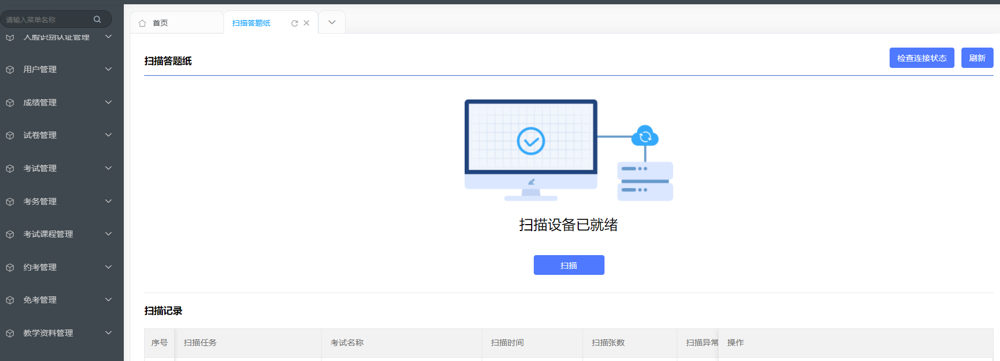 请输入菜单名称
人脸识别认证管理
用户管理
成绩管理
试卷管理
考试管理
考务管理
考试课程管理
约考管理
免考管理
教学资料管理
首页
扫描答题纸
扫描答题纸
检查连接状态
刷新
扫描设备已就绪
扫描
扫描记录
序号
扫描任务
考试名称
扫描时间
扫描张数
扫描异常
操作